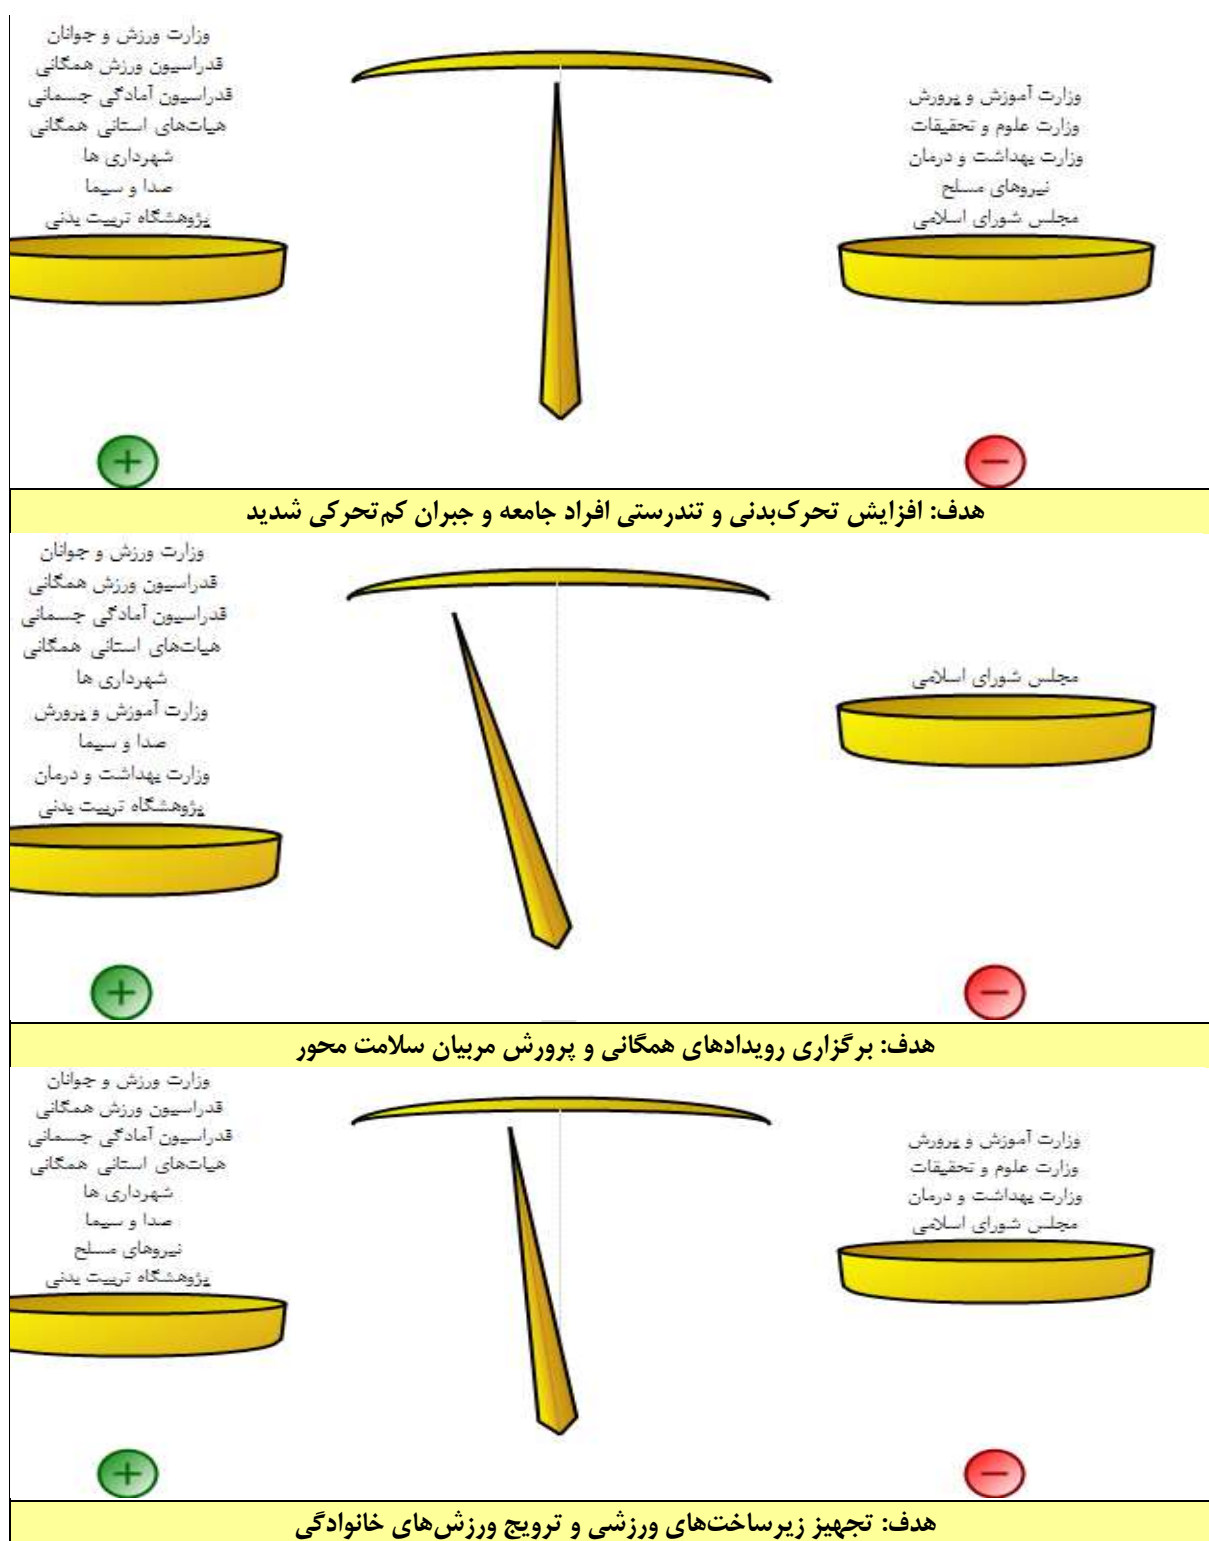 وزارت آموزش و پرورش
وزارت علوم و تحقیقات
وزارت بهداشت و درمان
نیروهای مسلح
مجلس شورای اسلامی
وزارت ورزش و جوانان
فدراسیون ورزش همگانی
فدراسیون آمادگی جسمانی
هیات‌های استانی همگانی
شهرداری ها
صدا و سیما
پژوهشگاه تربیت بدنی
هدف: افزایش تحرک‌بدنی و تندرستی افراد جامعه و جبران کم‌تحرکی شدید
مجلس شورای اسلامی
وزارت ورزش و جوانان
فدراسیون ورزش همگانی
فدراسیون آمادگی جسمانی
هیات‌های استانی همگانی
شهرداری ها
وزارت آموزش و پرورش
صدا و سیما
وزارت بهداشت و درمان
پژوهشگاه تربیت بدنی
هدف: برگزاری رویدادهای همگانی و پرورش مربیان سلامت محور
وزارت آموزش و پرورش
وزارت علوم و تحقیقات
وزارت بهداشت و درمان
مجلس شورای اسلامی
وزارت ورزش و جوانان
فدراسیون ورزش همگانی
فدراسیون آمادگی جسمانی
هیات‌های استانی همگانی
شهرداری ها
صدا و سیما
نیروهای مسلح
پژوهشگاه تربیت بدنی
هدف: تجهیز زیرساخت‌های ورزشی و ترویج ورزش‌های خانوادگی